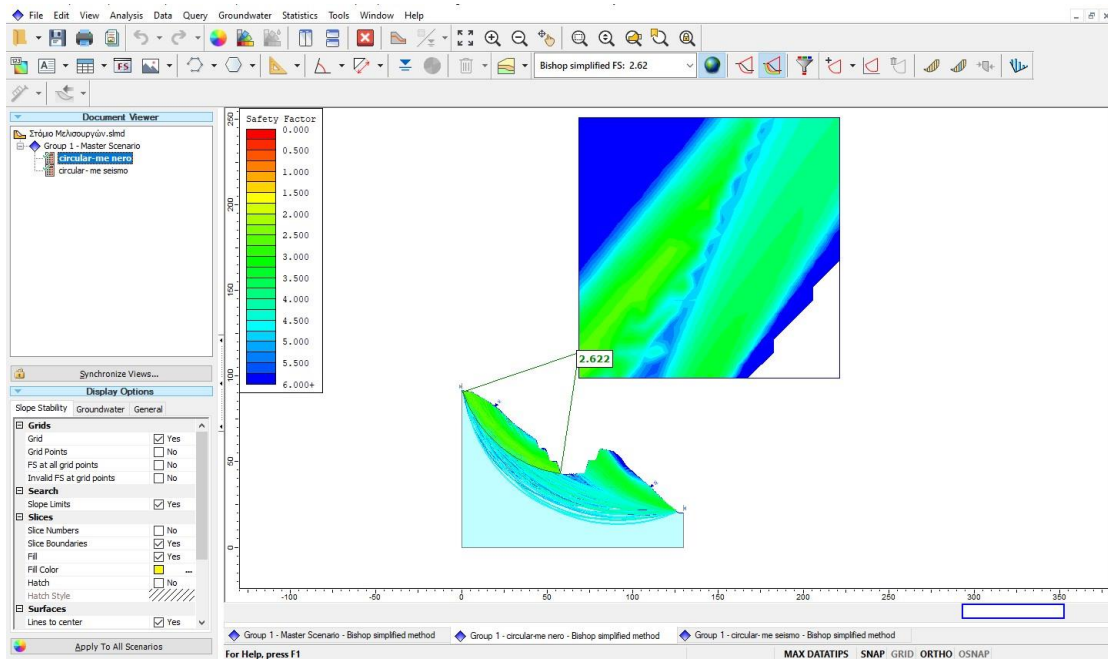 File Edit View Analysis Data Query Groundwater Statistics Tools Window Help
Bishop simplified FS: 2.62
Document Viewer
Στόμιο Μελισουργών.slmd
Group 1 - Master Scenario
circular-me nero
circular- me seismo
Synchronize Views...
Display Options
Slope Stability Groundwater General
Grids
Grid Yes
Grid Points No
FS at all grid points No
Invalid FS at grid points No
Search
Slope Limits Yes
Slices
Slice Numbers No
Slice Boundaries Yes
Fill Yes
Fill Color ...
Hatch No
Hatch Style
Surfaces
Lines to center Yes
Apply To All Scenarios
Safety Factor
0.000
0.500
1.000
1.500
2.000
2.500
3.000
3.500
4.000
4.500
5.000
5.500
6.000+
250
200
150
100
50
0
2.622
-100 -50 0 50 100 150 200 250 300 350
Group 1 - Master Scenario - Bishop simplified method Group 1 - circular-me nero - Bishop simplified method Group 1 - circular- me seismo - Bishop simplified method
For Help, press F1 MAX DATATIPS SNAP GRID ORTHO OSNAP